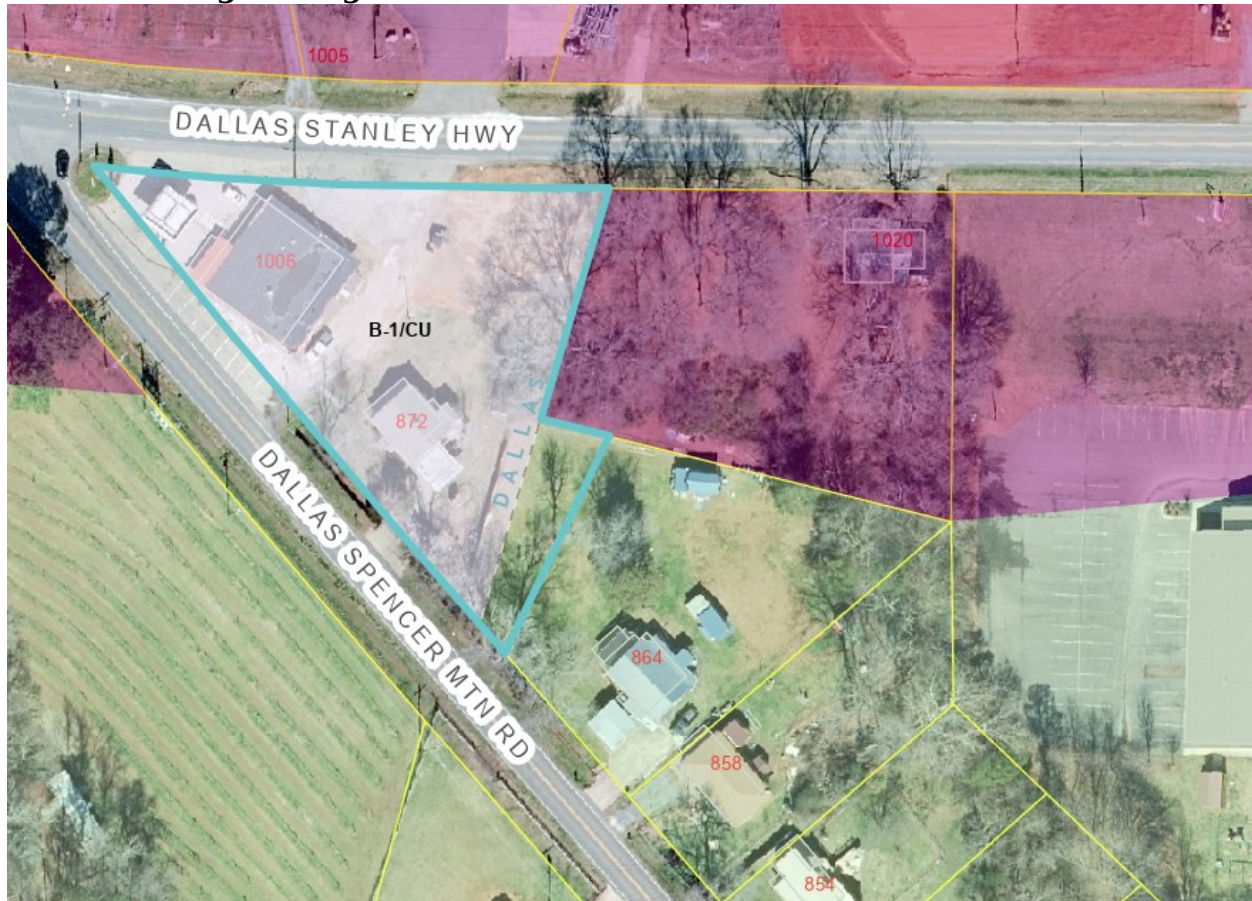 1005
DALLAS STANLEY HWY
1020
1006
B-1/CU
DALLAS
872
DALLAS SPENCER MTN RD
864
858
854